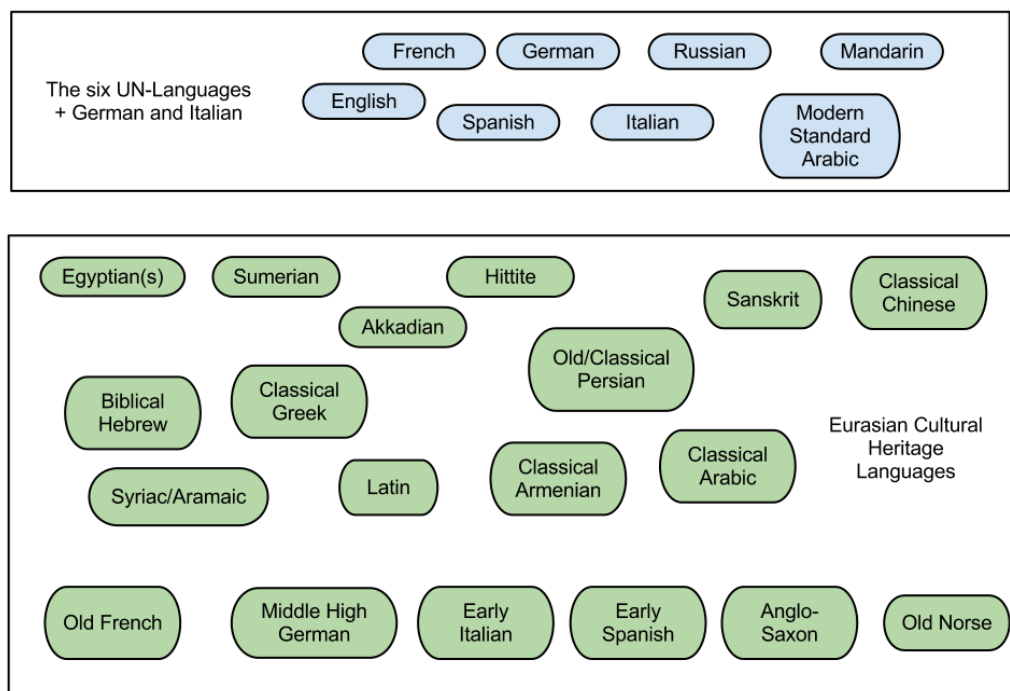 French
German
Russian
Mandarin
The six UN-Languages
+ German and Italian
English
Spanish
Italian
Modern
Standard
Arabic
Egyptian(s)
Sumerian
Hittite
Sanskrit
Classical
Chinese
Akkadian
Old/Classical
Persian
Biblical
Hebrew
Classical
Greek
Eurasian Cultural
Heritage
Languages
Syriac/Aramaic
Latin
Classical
Armenian
Classical
Arabic
Old French
Middle High
German
Early
Italian
Early
Spanish
Anglo-
Saxon
Old Norse